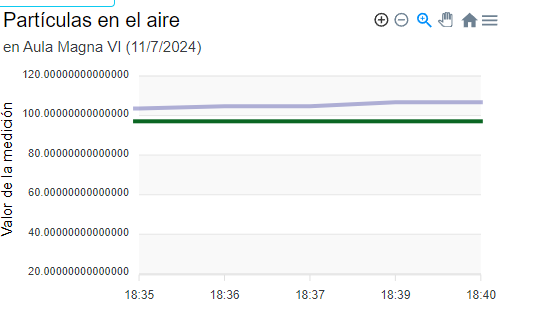 Partículas en el aire
en Aula Magna VI (11/7/2024)
Valor de la medición
120.00000000000000
100.00000000000000
80.00000000000000
60.00000000000000
40.00000000000000
20.00000000000000
18:35 18:36 18:37 18:39 18:40